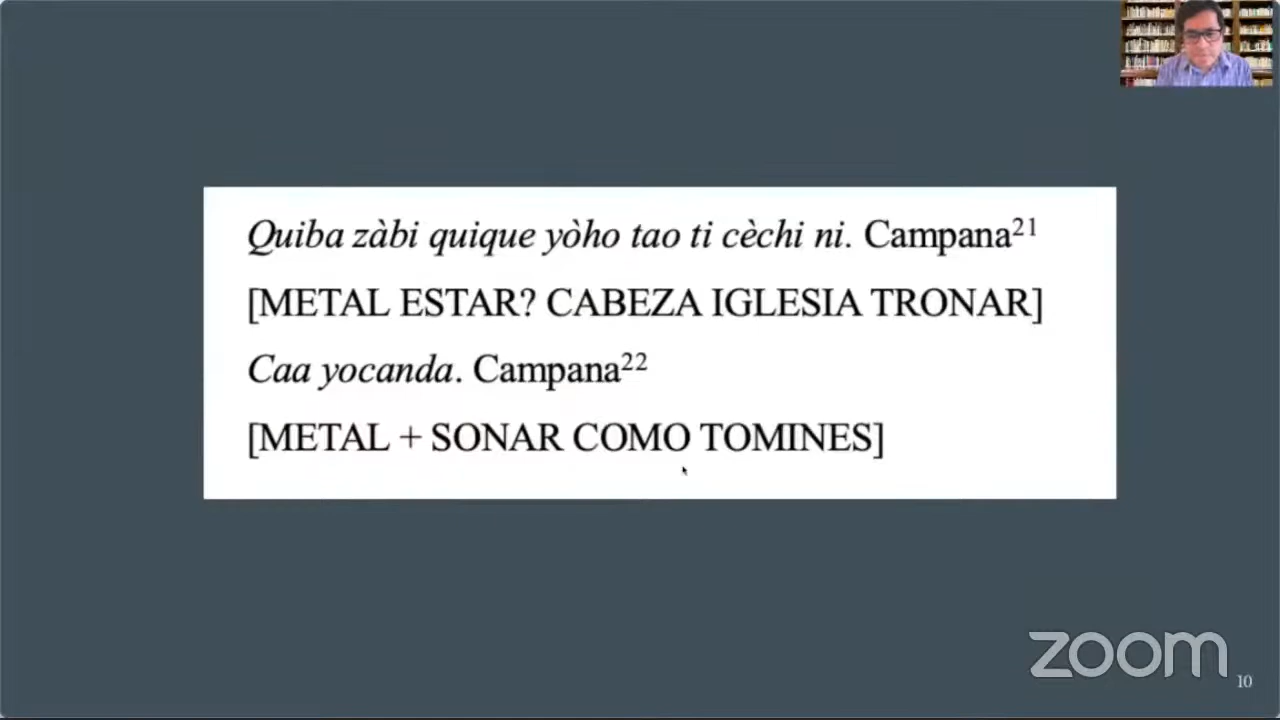 Quiba zàbi quique yòho tao ti cèchi ni. Campana21
[METAL ESTAR? CABEZA IGLESIA TRONAR]
Caa yocanda. Campana22
[METAL + SONAR COMO TOMINES]
zoom
10